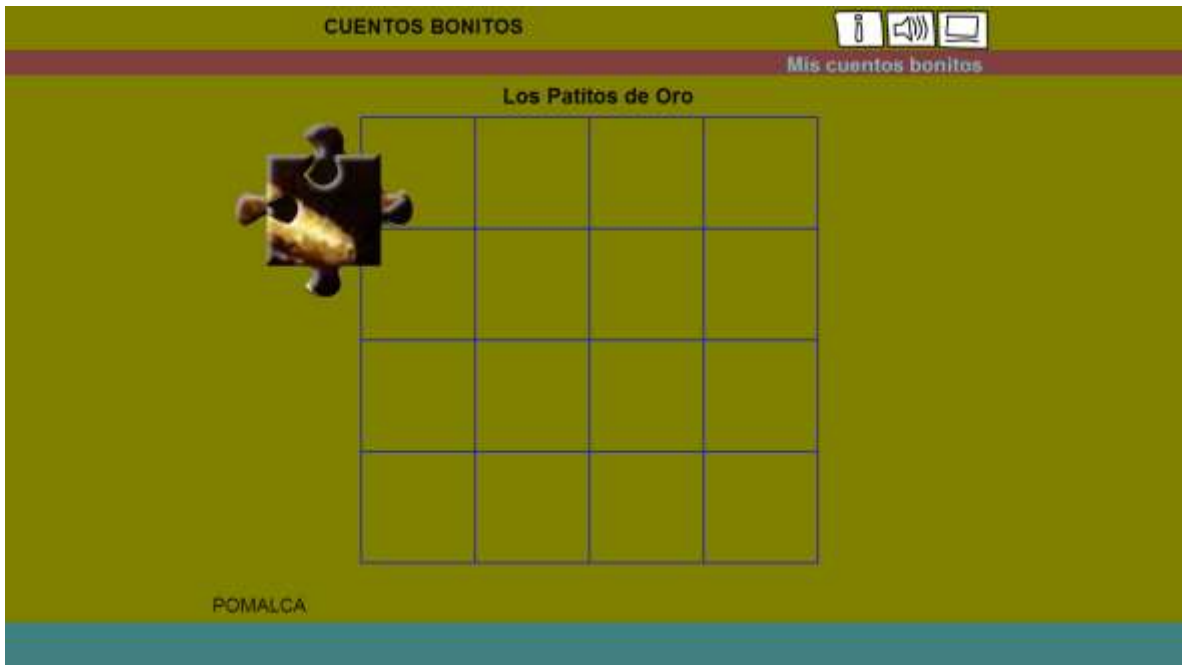 CUENTOS BONITOS
Mis cuentos bonitos
Los Patitos de Oro
POMALCA